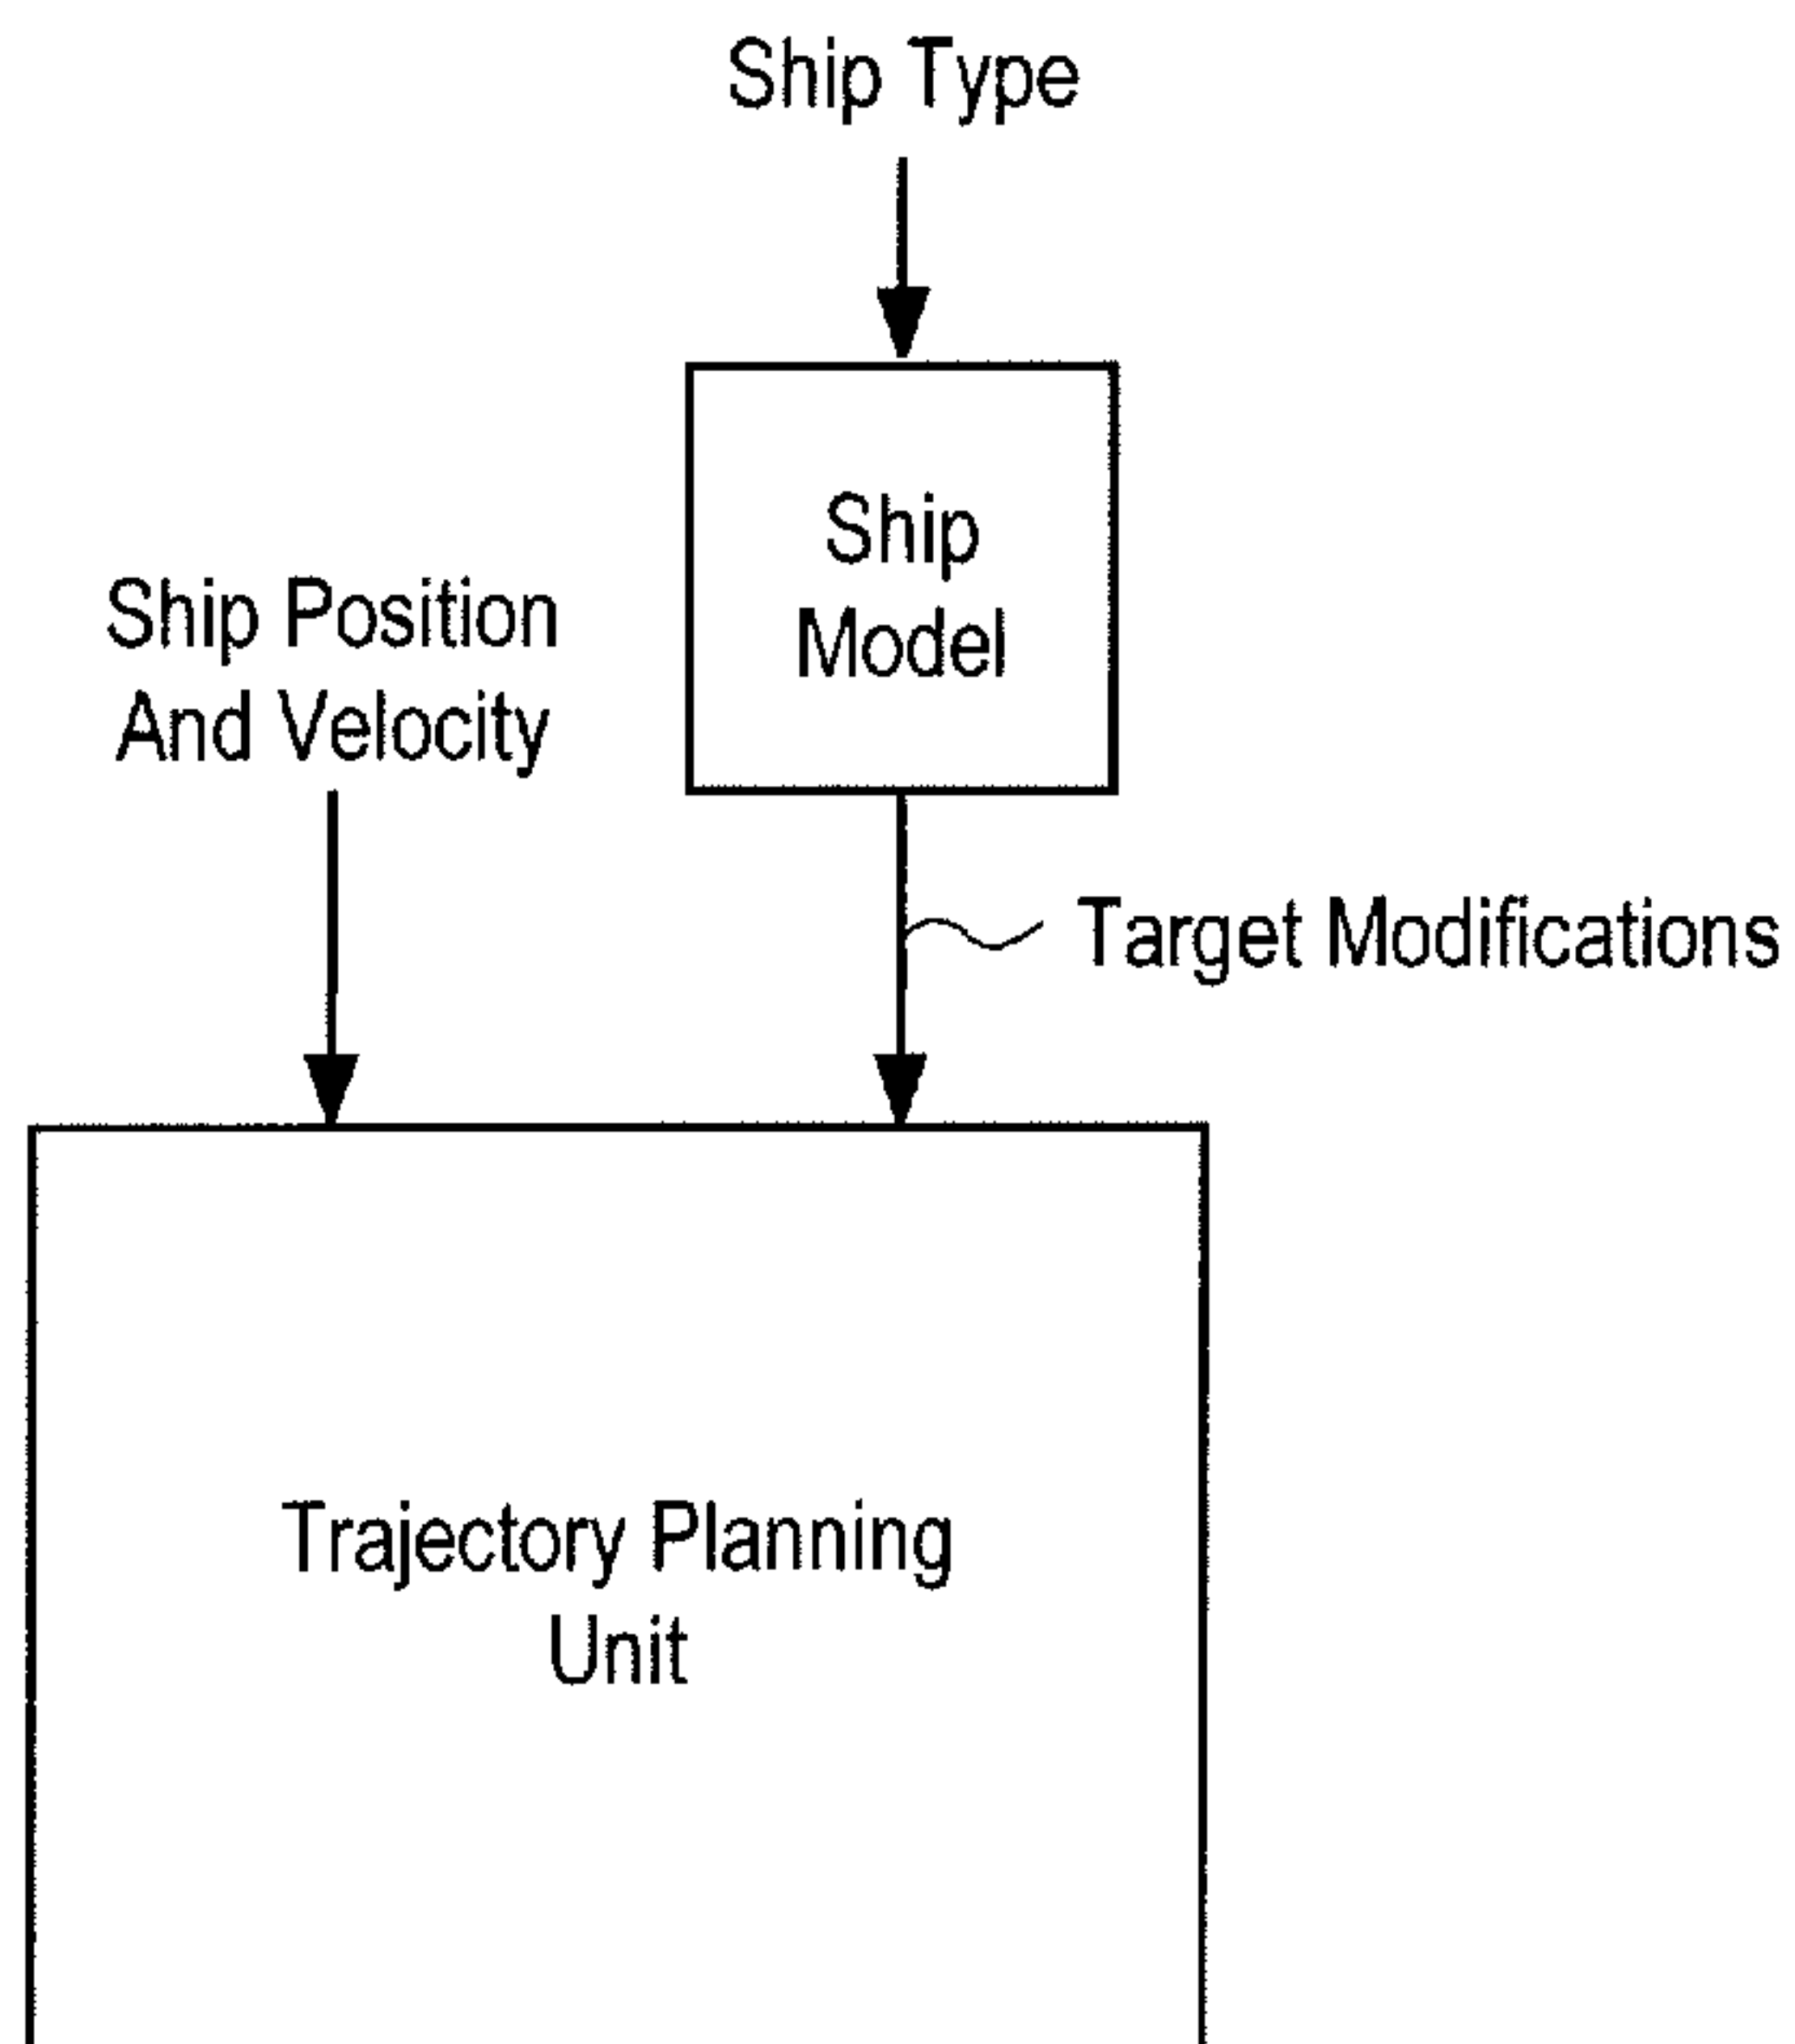 Ship Type
Ship
Model
Ship Position
And Velocity
Target Modifications
Trajectory Planning
Unit